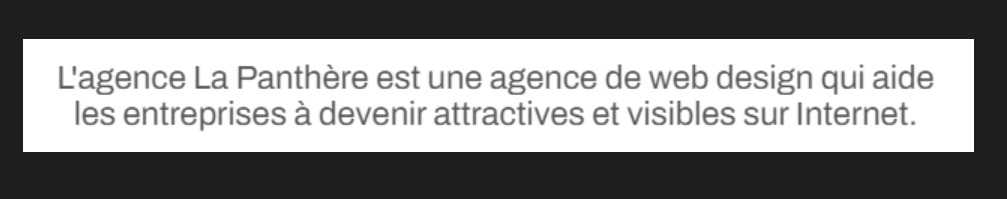 L'agence La Panthère est une agence de web design qui aide
les entreprises à devenir attractives et visibles sur Internet.